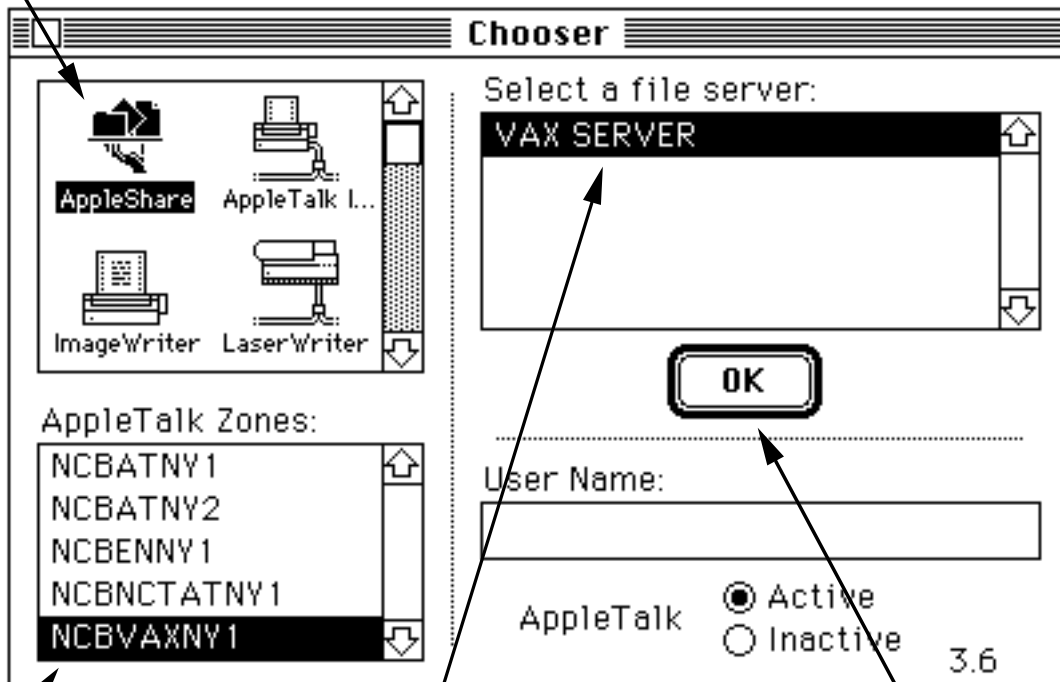 Chooser
AppleShare
AppleTalk I...
ImageWriter
LaserWriter
AppleTalk Zones:
NCBATNY1
NCBATNY2
NCBENNY1
NCBNCTATNY1
NCBVAXNY1
Select a file server:
VAX SERVER
OK
User Name:
AppleTalk
Active
Inactive
3.6